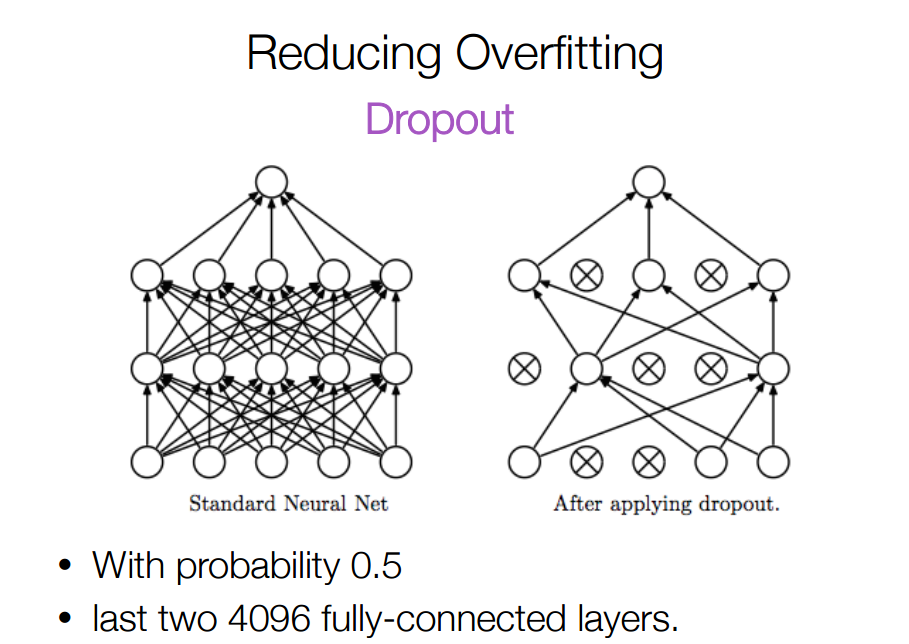 Reducing Overfitting
Dropout
Standard Neural Net
After applying dropout.
• With probability 0.5
• last two 4096 fully-connected layers.